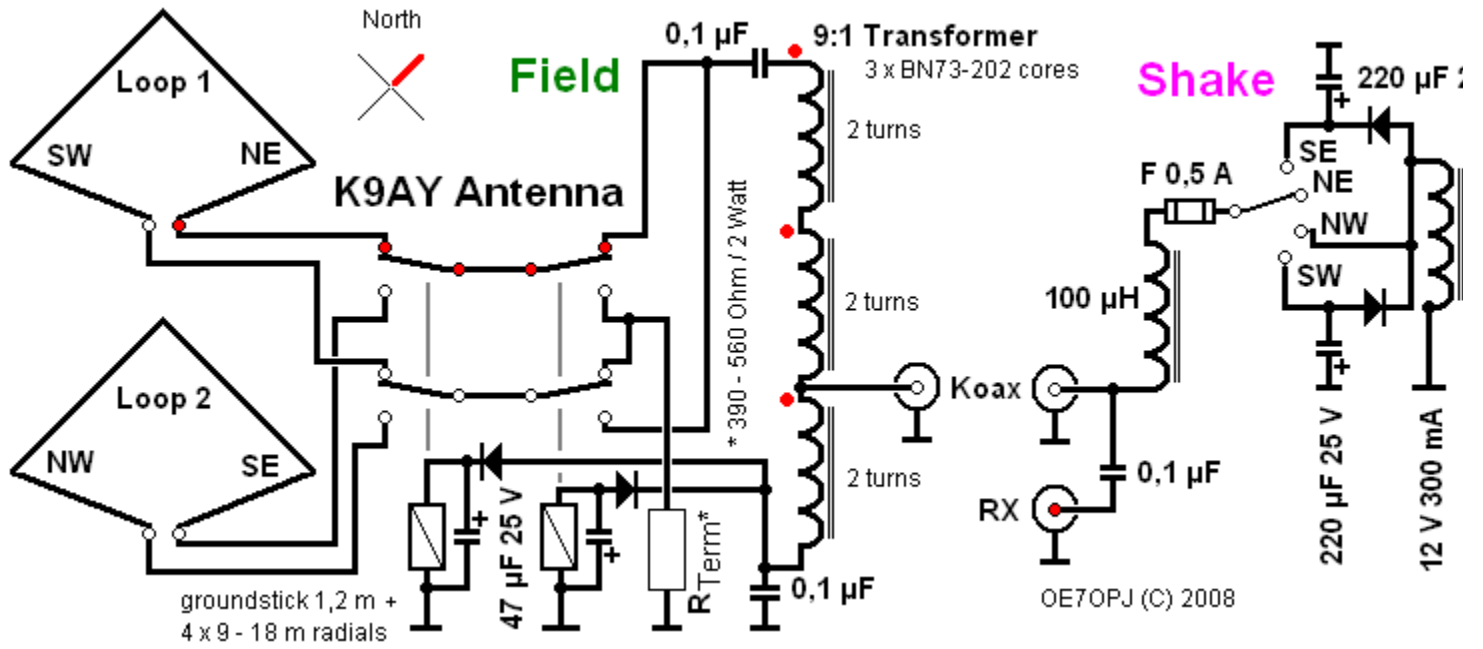 North
Loop 1
SW
NE
Field
0,1 µF
9:1 Transformer
3 x BN73-202 cores
2 turns
Shake
220 µF 2
K9AY Antenna
F 0,5 A
SE
NE
NW
SW
* 390 - 560 Ohm / 2 Watt
2 turns
100 µH
Loop 2
NW
SE
Koax
2 turns
0,1 µF
RX
47 µF 25 V
R Term*
0,1 µF
220 µF 25 V
12 V 300 mA
groundstick 1,2 m +
4 x 9 - 18 m radials
OE7OPJ (C) 2008